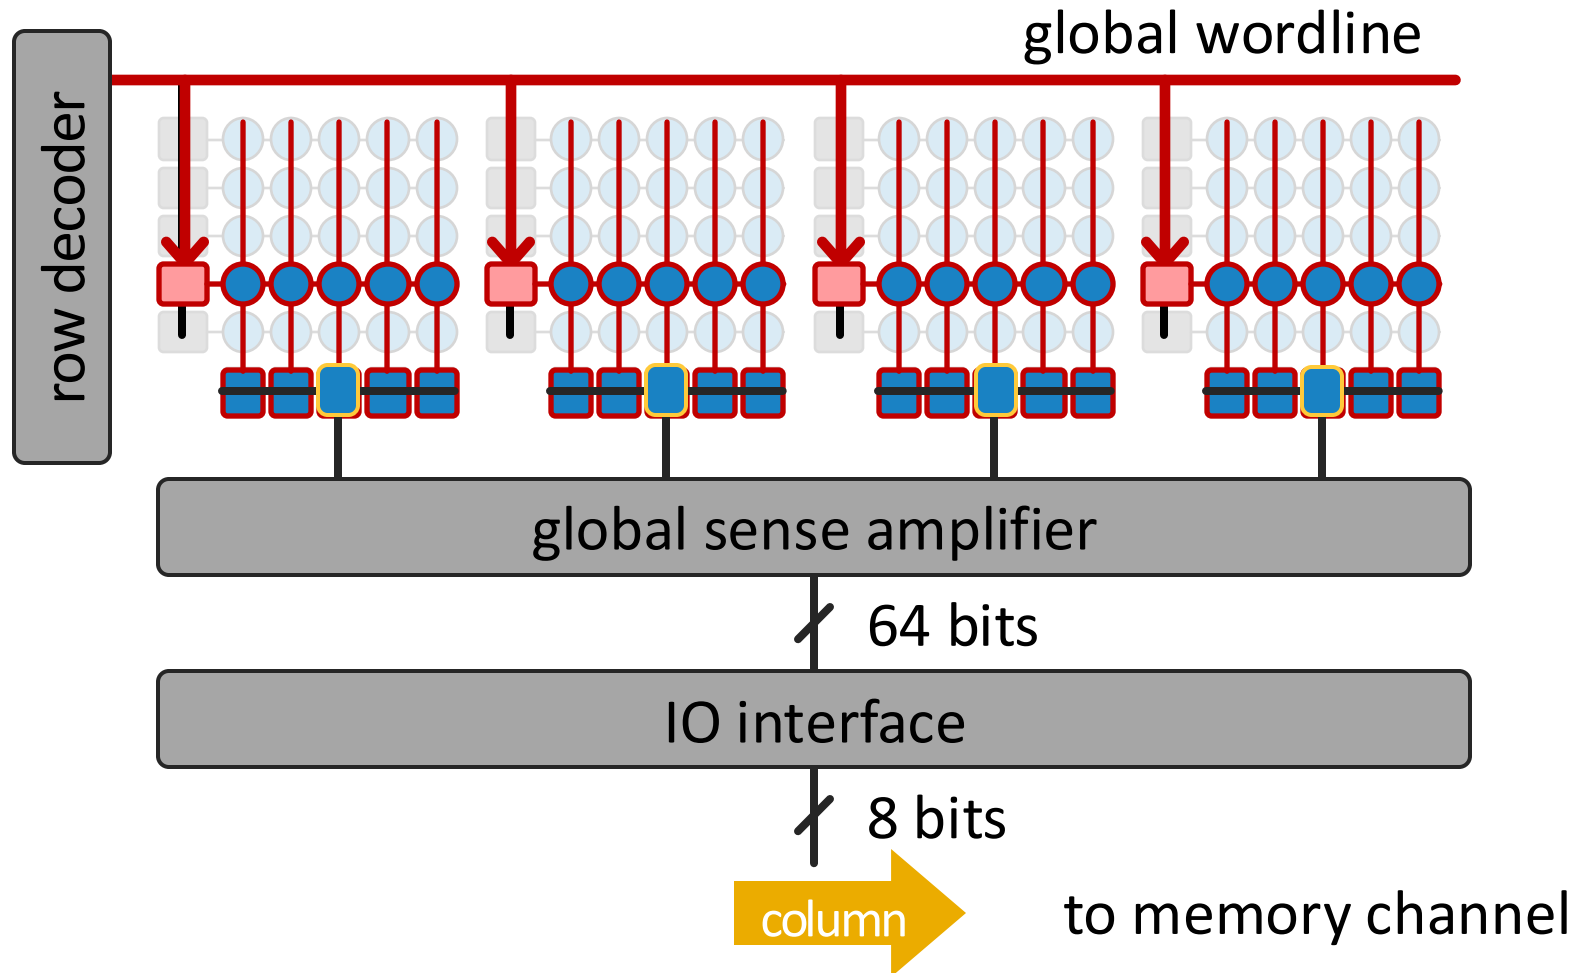 global wordline
row decoder
global sense amplifier
64 bits
IO interface
8 bits
column
to memory channel